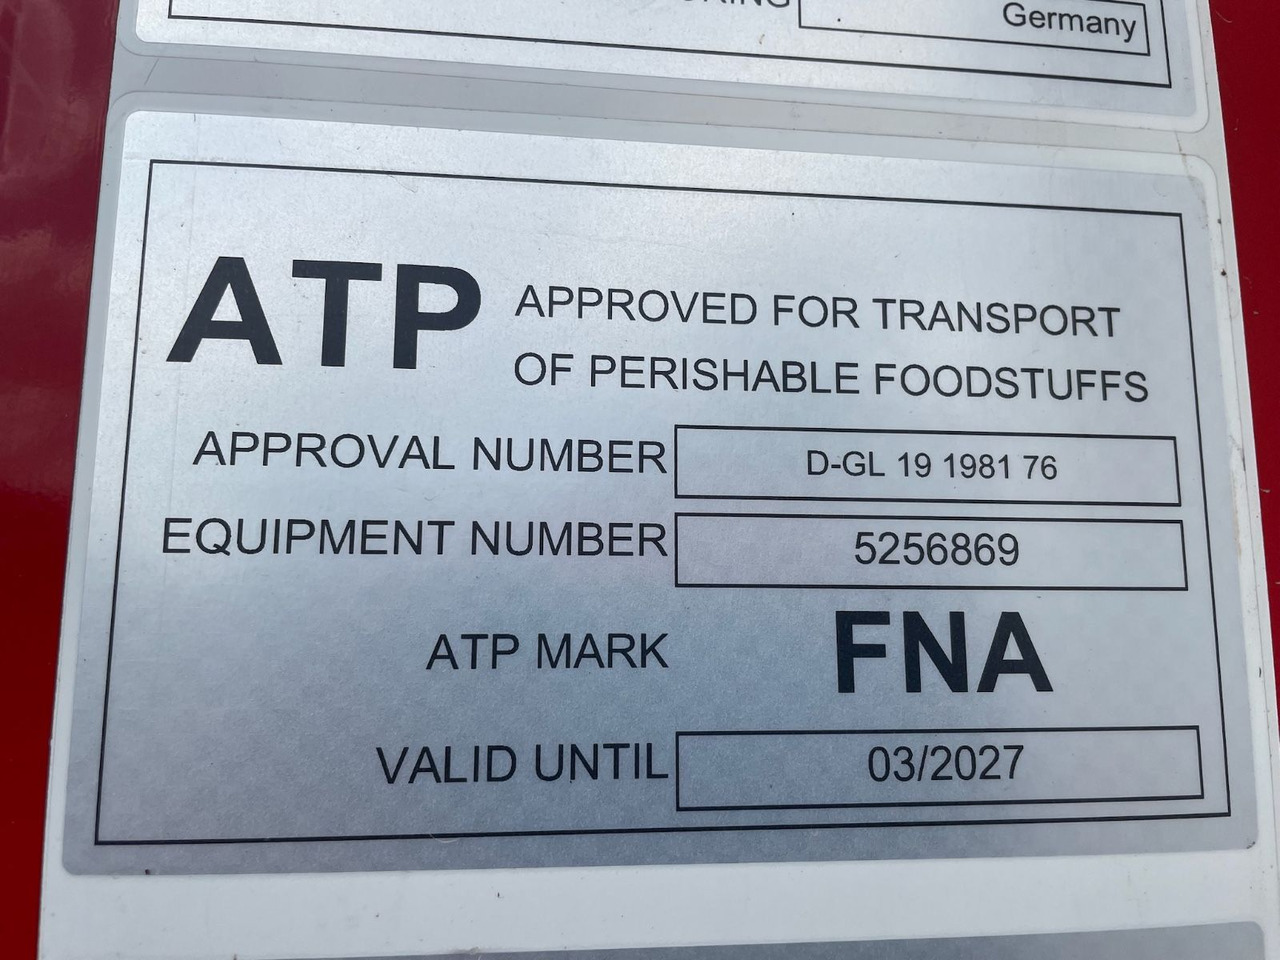 Germany
ATP APPROVED FOR TRANSPORT
OF PERISHABLE FOODSTUFFS
APPROVAL NUMBER D-GL 19 1981 76
EQUIPMENT NUMBER 5256869
ATP MARK FNA
VALID UNTIL 03/2027